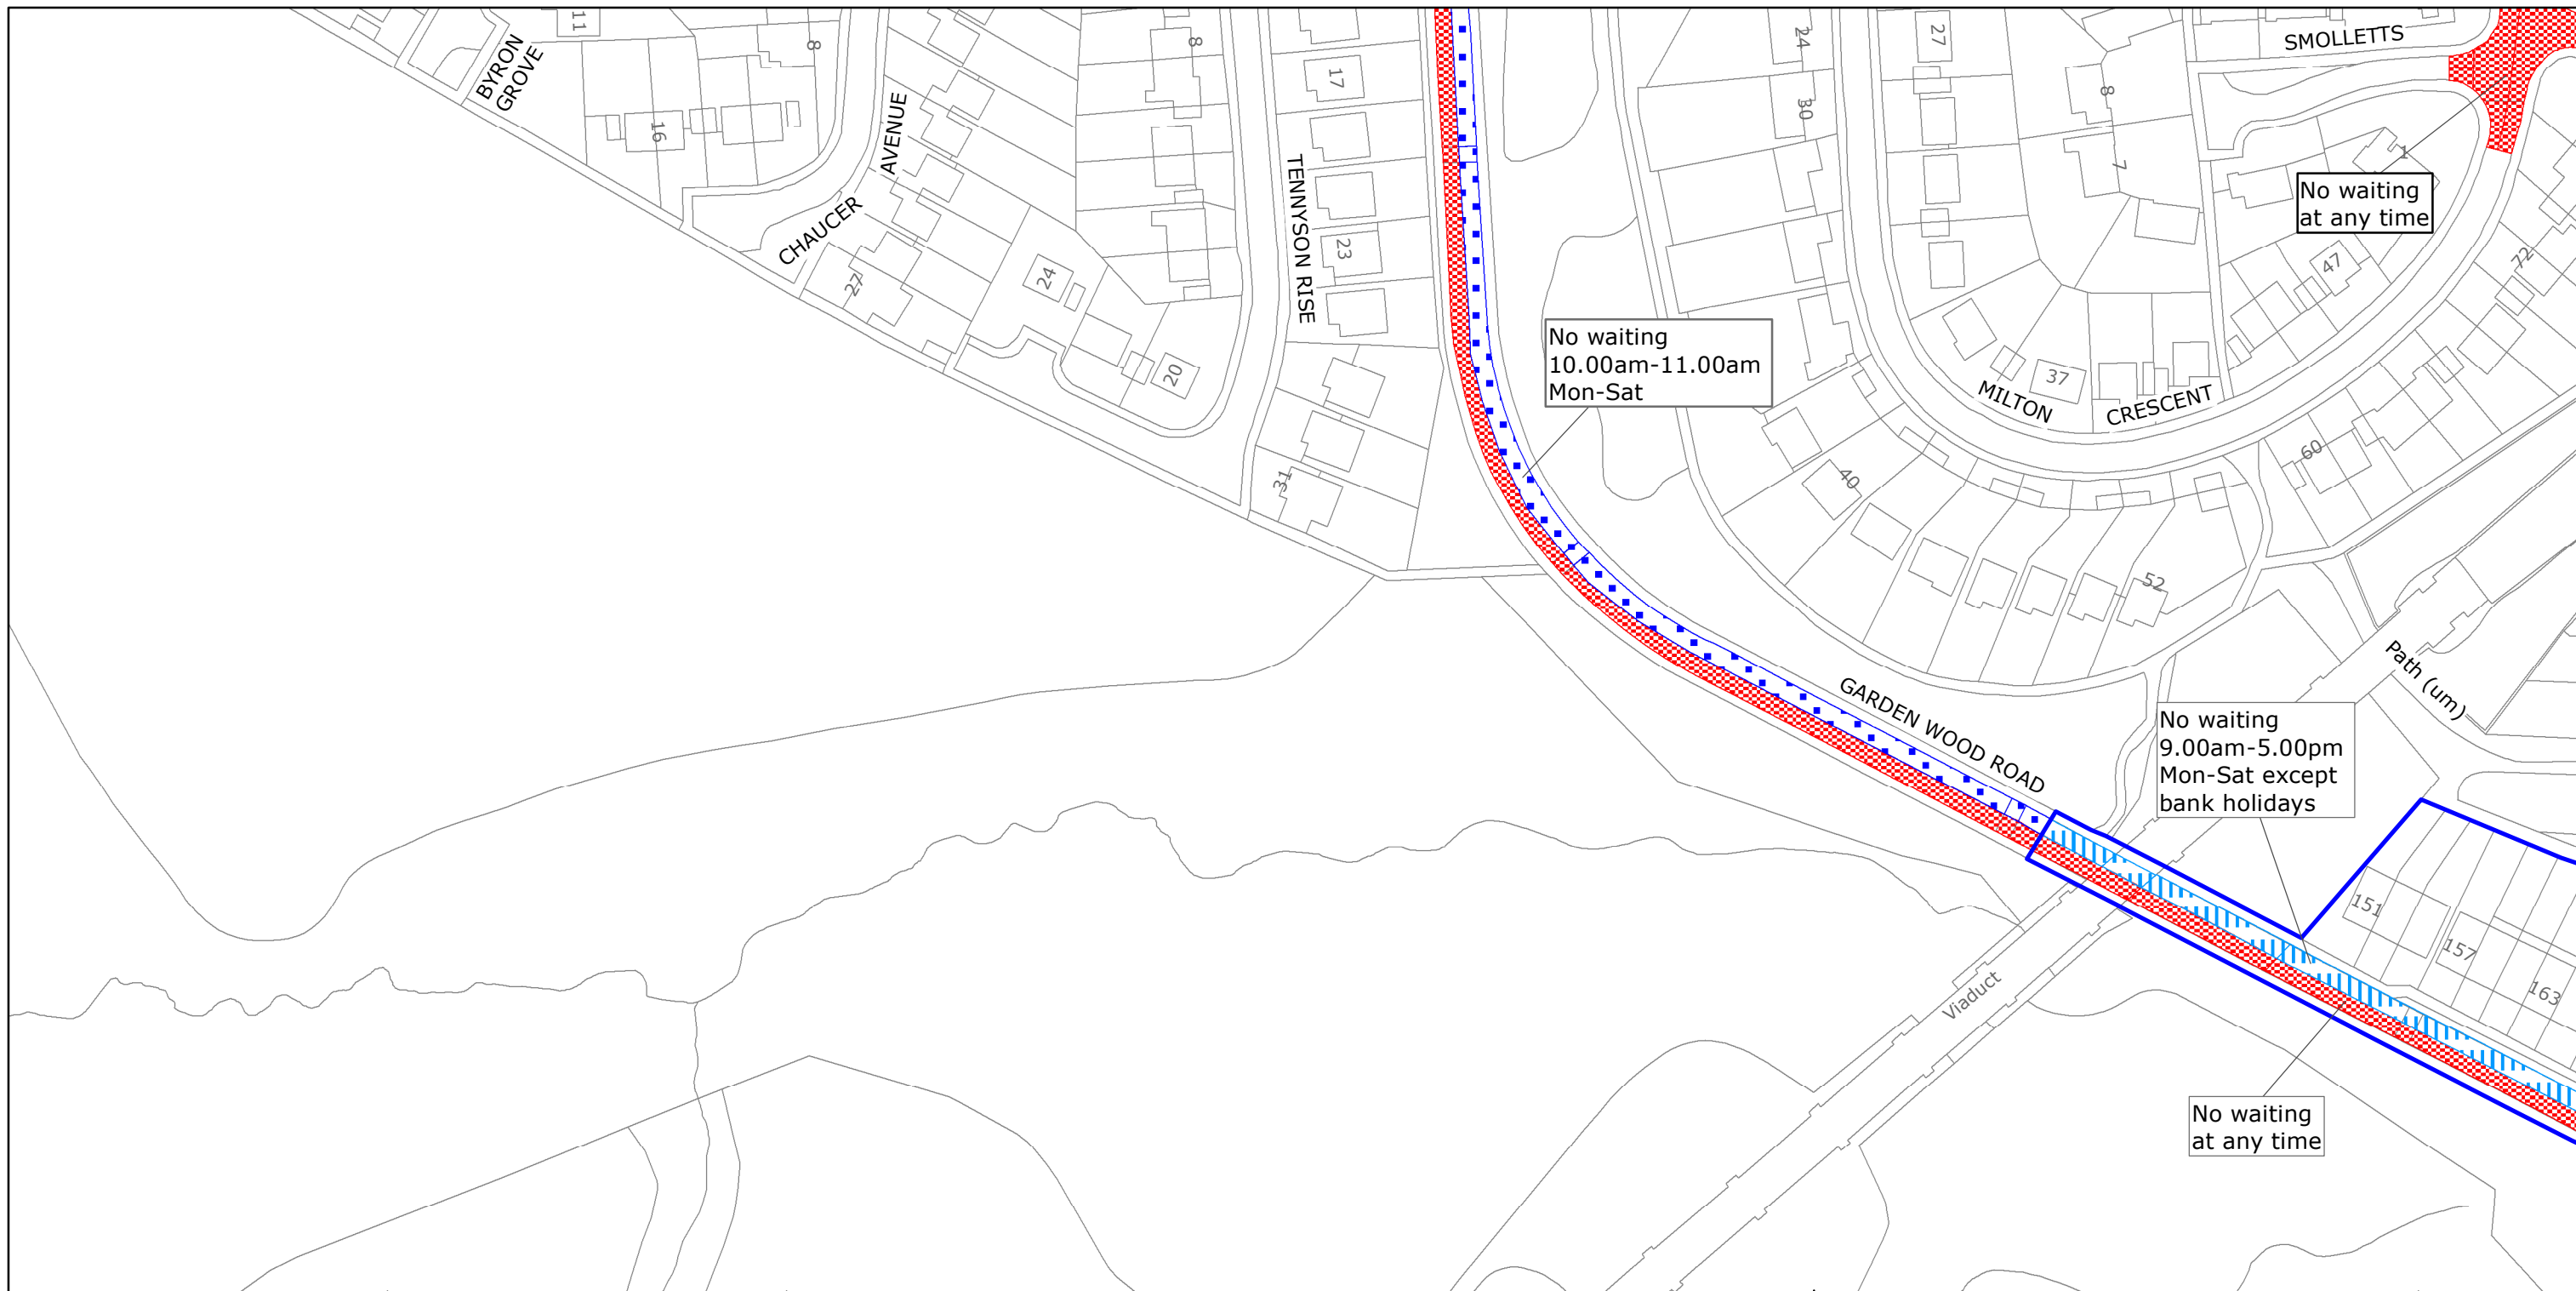 11
BYRON
GROVE
8
16
AVENUE
CHAUCER
27
24
20
8
TENNYSON RISE
17
23
31
24
30
27
8
7
SMOLLETTS
1
No waiting
at any time
47
72
No waiting
10.00am-11.00am
Mon-Sat
37
MILTON
CRESCENT
40
60
52
Path (um)
GARDEN WOOD ROAD
No waiting
9.00am-5.00pm
Mon-Sat except
bank holidays
151
157
163
Viaduct
No waiting
at any time